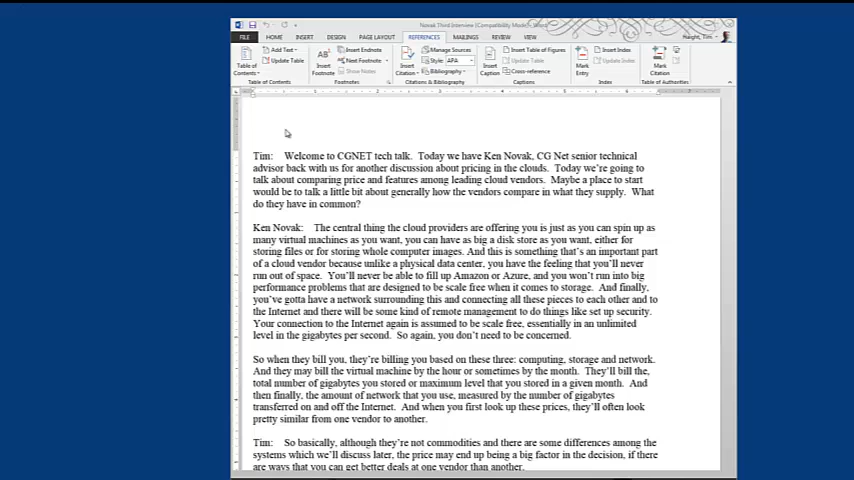 Novak Third Interview [Compatibility Mode] - Word
FILE HOME INSERT DESIGN PAGE LAYOUT REFERENCES MAILINGS REVIEW VIEW Haight, Tim
Table of Contents Add Text Update Table
Insert Footnote Insert Endnote Next Footnote Show Notes
Insert Citation Manage Sources Style: APA Bibliography
Insert Caption Insert Table of Figures Update Table Cross-reference
Mark Entry Insert Index Update Index
Mark Citation
Table of Contents Footnotes Citations & Bibliography Captions Index Table of Authorities
Tim: Welcome to CGNET tech talk. Today we have Ken Novak, CG Net senior technical
advisor back with us for another discussion about pricing in the clouds. Today we're going to
talk about comparing price and features among leading cloud vendors. Maybe a place to start
would be to talk a little bit about generally how the vendors compare in what they supply. What
do they have in common?
Ken Novak: The central thing the cloud providers are offering you is just as you can spin up as
many virtual machines as you want, you can have as big a disk store as you want, either for
storing files or for storing whole computer images. And this is something that's an important part
of a cloud vendor because unlike a physical data center, you have the feeling that you'll never
run out of space. You'll never be able to fill up Amazon or Azure, and you won't run into big
performance problems that are designed to be scale free when it comes to storage. And finally,
you've gotta have a network surrounding this and connecting all these pieces to each other and to
the Internet and there will be some kind of remote management to do things like set up security.
Your connection to the Internet again is assumed to be scale free, essentially in an unlimited
level in the gigabytes per second. So again, you don't need to be concerned.
So when they bill you, they're billing you based on these three: computing, storage and network.
And they may bill the virtual machine by the hour or sometimes by the month. They'll bill the,
total number of gigabytes you stored or maximum level that you stored in a given month. And
then finally, the amount of network that you use, measured by the number of gigabytes
transferred on and off the Internet. And when you first look up these prices, they'll often look
pretty similar from one vendor to another.
Tim: So basically, although they're not commodities and there are some differences among the
systems which we'll discuss later, the price may end up being a big factor in the decision, if there
are ways that you can get better deals at one vendor than another.